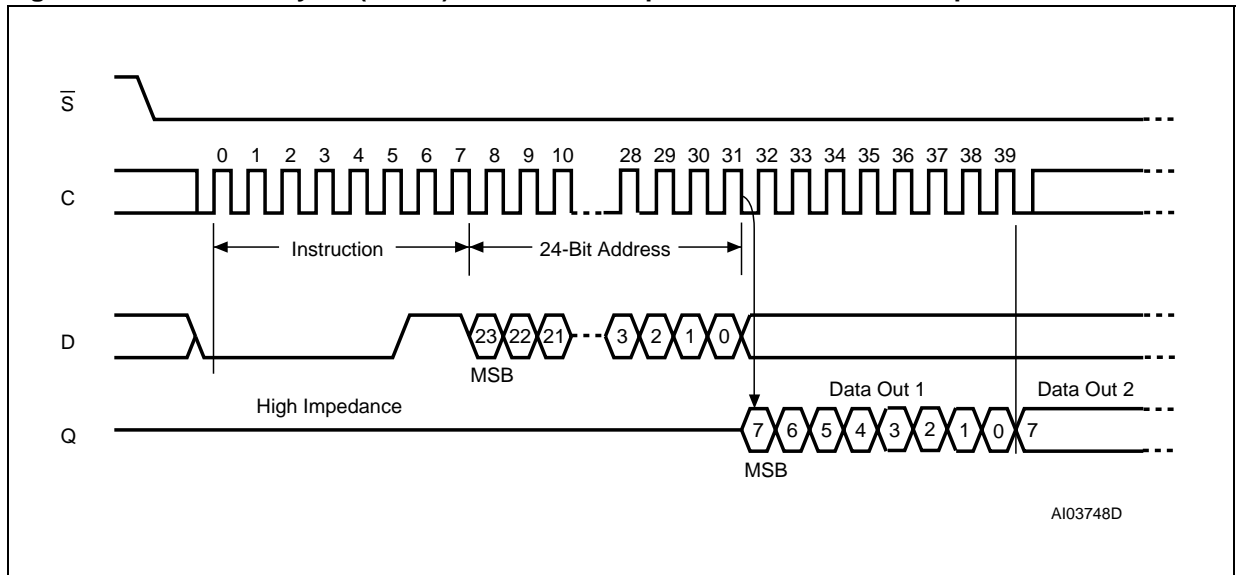 S
0 1 2 3 4 5 6 7 8 9 10 28 29 30 31 32 33 34 35 36 37 38 39
C
Instruction 24-Bit Address
D 23 22 21 3 2 1 0
MSB
High Impedance Data Out 1 Data Out 2
Q 7 6 5 4 3 2 1 0 7
MSB
AI03748D